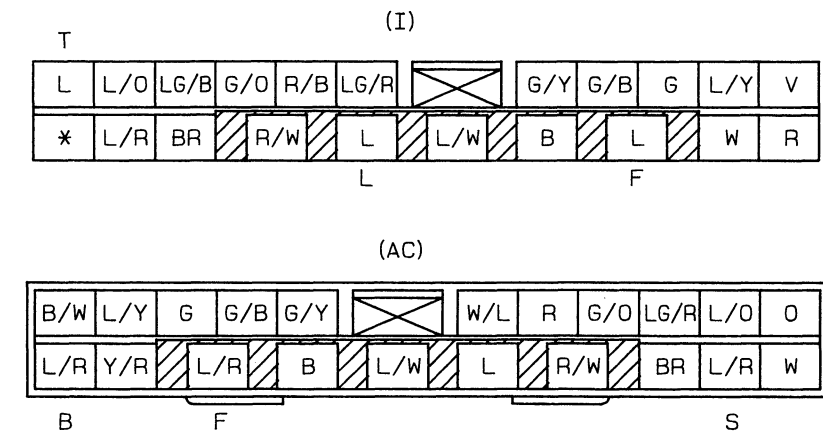 (I)
T
L L/O LG/B G/O R/B LG/R G/Y G/B G L/Y V
* L/R BR R/W L L/W B L W R
L F
(AC)
B/W L/Y G G/B G/Y W/L R G/O LG/R L/O O
L/R Y/R L/R B L/W L R/W BR L/R W
B F S